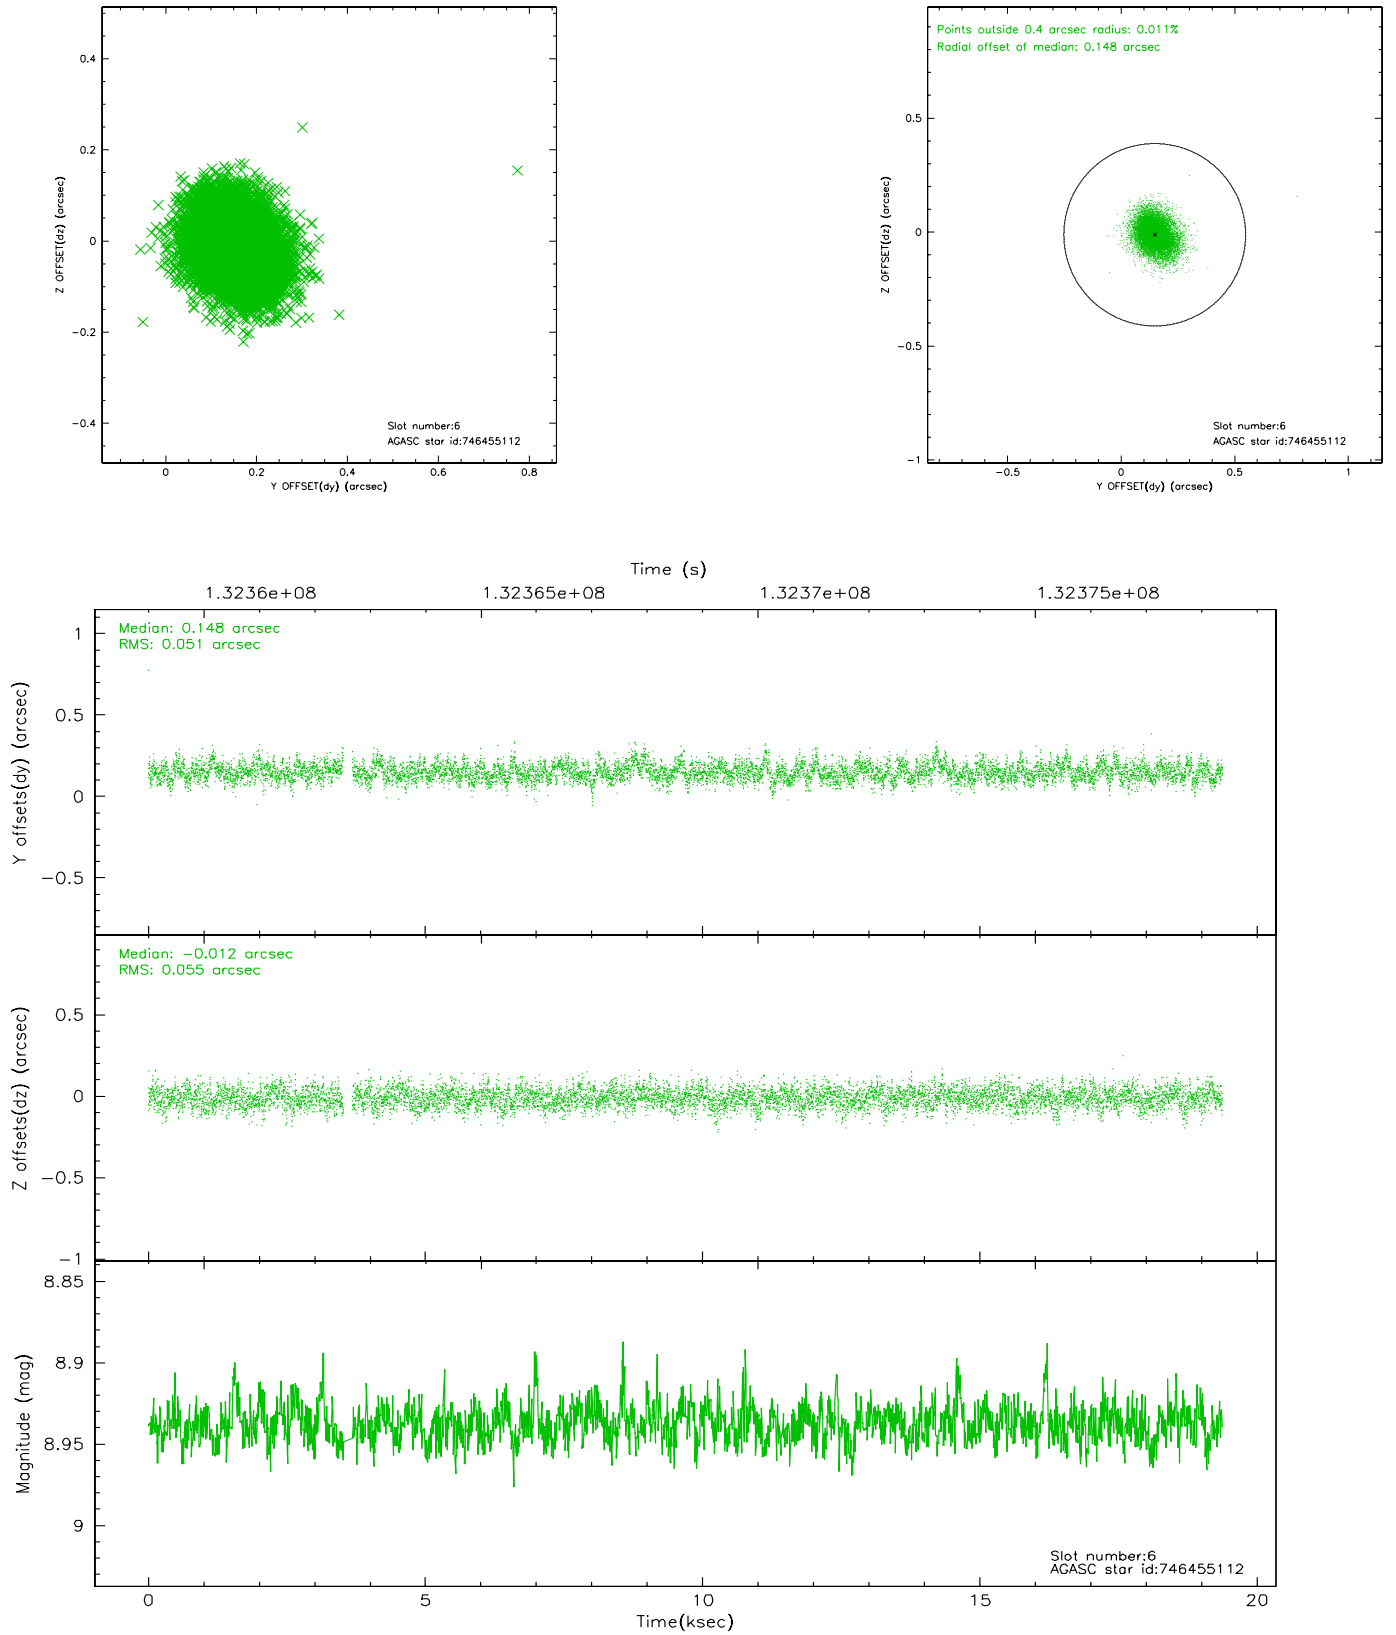 0.4
0.2
0
−0.2
−0.4
Z OFFSET(dz) (arcsec)
Slot number:6
AGASC star id:746455112
0 0.2 0.4 0.6 0.8
Y OFFSET(dy) (arcsec)
Points outside 0.4 arcsec radius: 0.011%
Radial offset of median: 0.148 arcsec
0.5
0
−0.5
−1
Z OFFSET(dz) (arcsec)
Slot number:6
AGASC star id:746455112
−0.5 0 0.5 1
Y OFFSET(dy) (arcsec)
Time (s)
1.3236e+08 1.32365e+08 1.3237e+08 1.32375e+08
Median: 0.148 arcsec
RMS: 0.051 arcsec
1
0.5
0
−0.5
Y offsets(dy) (arcsec)
Median: −0.012 arcsec
RMS: 0.055 arcsec
0.5
0
−0.5
−1
Z offsets(dz) (arcsec)
8.85
8.9
8.95
9
Magnitude (mag)
Slot number:6
AGASC star id:746455112
0 5 10 15 20
Time(ksec)